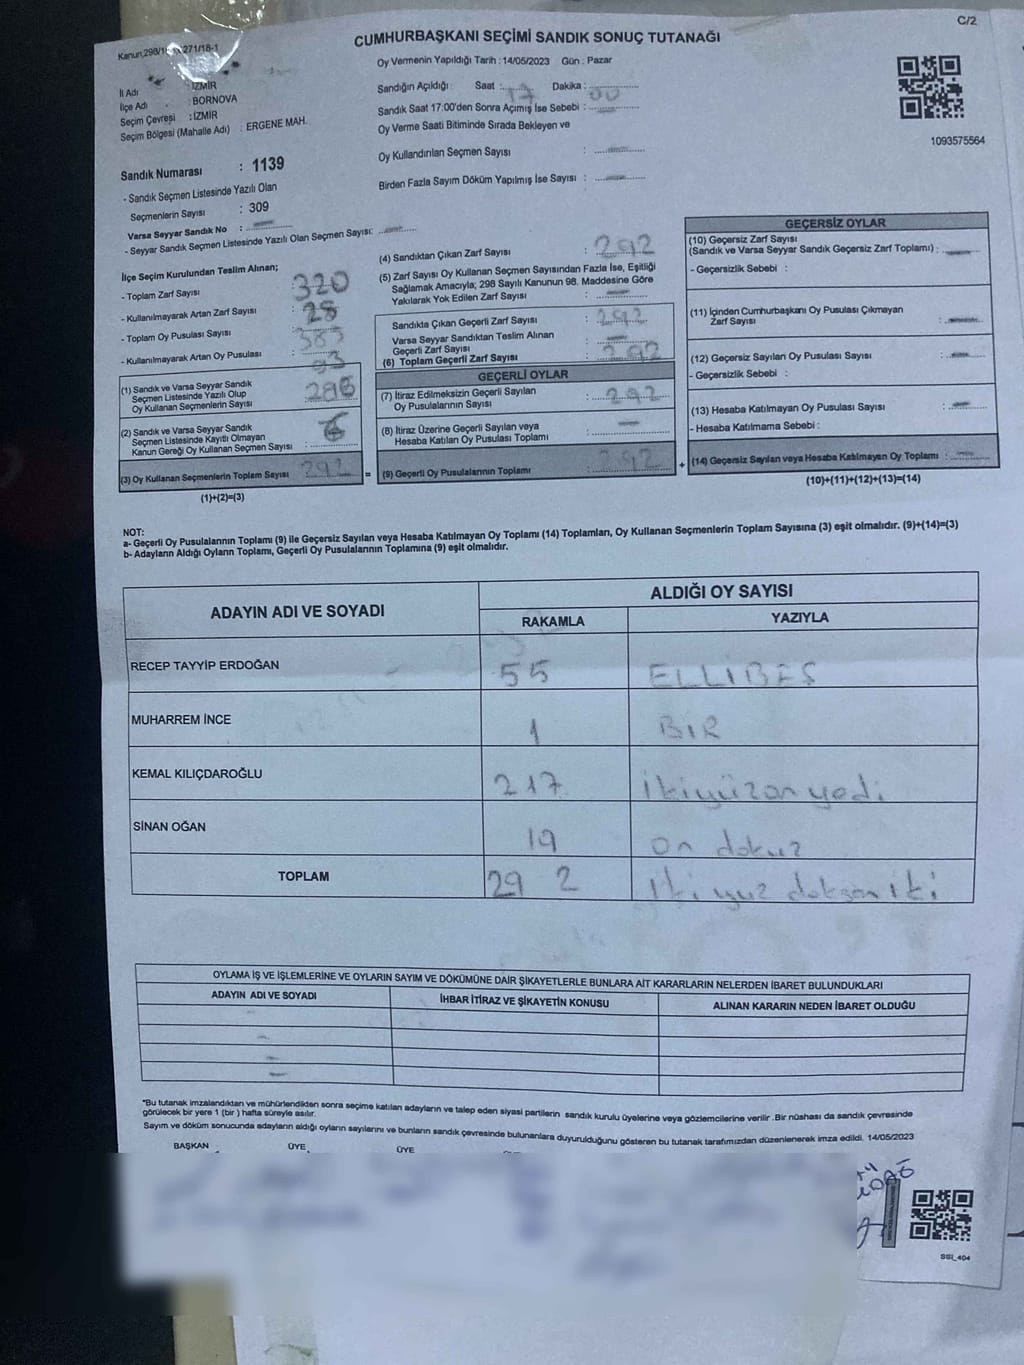 C/2
Kanun:298/1 271/18-1
CUMHURBAŞKANI SEÇİMİ SANDIK SONUÇ TUTANAĞI
Oy Vermenin Yapıldığı Tarih : 14/05/2023 Gün : Pazar
İl Adı : İZMİR
İlçe Adı : BORNOVA
Seçim Çevresi : İZMİR
Seçim Bölgesi (Mahalle Adı) : ERGENE MAH.
Sandığın Açıldığı: Saat : 17 Dakika : 00
Sandık Saat 17:00'den Sonra Açımış İse Sebebi :
Oy Verme Saati Bitiminde Sırada Bekleyen ve
Oy Kullandırılan Seçmen Sayısı :
Birden Fazla Sayım Döküm Yapılmış İse Sayısı :
1093575564
Sandık Numarası : 1139
- Sandık Seçmen Listesinde Yazılı Olan
Seçmenlerin Sayısı : 309
Varsa Seyyar Sandık No :
- Seyyar Sandık Seçmen Listesinde Yazılı Olan Seçmen Sayısı:
İlçe Seçim Kurulundan Teslim Alınan;
- Toplam Zarf Sayısı : 320
- Kullanılmayarak Artan Zarf Sayısı : 28
- Toplam Oy Pusulası Sayısı : 385
- Kullanılmayarak Artan Oy Pusulası : 93
(1) Sandık ve Varsa Seyyar Sandık
Seçmen Listesinde Yazılı Olup
Oy Kullanan Seçmenlerin Sayısı : 286
(2) Sandık ve Varsa Seyyar Sandık
Seçmen Listesinde Kayıtlı Olmayan
Kanun Gereği Oy Kullanan Seçmen Sayısı : 6
(3) Oy Kullanan Seçmenlerin Toplam Sayısı : 292
(1)+(2)=(3)
(4) Sandıktan Çıkan Zarf Sayısı : 292
(5) Zarf Sayısı Oy Kullanan Seçmen Sayısından Fazla İse, Eşitliği
Sağlamak Amacıyla; 298 Sayılı Kanunun 98. Maddesine Göre
Yakılarak Yok Edilen Zarf Sayısı :
Sandıkta Çıkan Geçerli Zarf Sayısı : 292
Varsa Seyyar Sandıktan Teslim Alınan
Geçerli Zarf Sayısı :
(6) Toplam Geçerli Zarf Sayısı : 292
GEÇERLİ OYLAR
(7) İtiraz Edilmeksizin Geçerli Sayılan
Oy Pusulalarının Sayısı : 292
(8) İtiraz Üzerine Geçerli Sayılan veya
Hesaba Katılan Oy Pusulası Toplamı :
= (9) Geçerli Oy Pusulalarının Toplamı : 292
GEÇERSİZ OYLAR
(10) Geçersiz Zarf Sayısı
(Sandık ve Varsa Seyyar Sandık Geçersiz Zarf Toplamı) :
- Geçersizlik Sebebi :
(11) İçinden Cumhurbaşkanı Oy Pusulası Çıkmayan
Zarf Sayısı :
(12) Geçersiz Sayılan Oy Pusulası Sayısı :
- Geçersizlik Sebebi :
(13) Hesaba Katılmayan Oy Pusulası Sayısı :
- Hesaba Katılmama Sebebi :
+ (14) Geçersiz Sayılan veya Hesaba Katılmayan Oy Toplamı :
(10)+(11)+(12)+(13)=(14)
NOT:
a- Geçerli Oy Pusulalarının Toplamı (9) ile Geçersiz Sayılan veya Hesaba Katılmayan Oy Toplamı (14) Toplamları, Oy Kullanan Seçmenlerin Toplam Sayısına (3) eşit olmalıdır. (9)+(14)=(3)
b- Adayların Aldığı Oyların Toplamı, Geçerli Oy Pusulalarının Toplamına (9) eşit olmalıdır.
ADAYIN ADI VE SOYADI
ALDIĞI OY SAYISI
RAKAMLA YAZIYLA
RECEP TAYYİP ERDOĞAN 55 ELLİBEŞ
MUHARREM İNCE 1 BİR
KEMAL KILIÇDAROĞLU 217 ikiyüzon yedi
SİNAN OĞAN 19 on dokuz
TOPLAM 29 2 iki yuz doksan iki
OYLAMA İŞ VE İŞLEMLERİNE VE OYLARIN SAYIM VE DÖKÜMÜNE DAİR ŞİKAYETLERLE BUNLARA AİT KARARLARIN NELERDEN İBARET BULUNDUKLARI
ADAYIN ADI VE SOYADI İHBAR İTİRAZ VE ŞİKAYETİN KONUSU ALINAN KARARIN NEDEN İBARET OLDUĞU
"Bu tutanak imzalandıktan ve mühürlendikten sonra seçime katılan adayların ve talep eden siyasi partilerin sandık kurulu üyelerine veya gözlemcilerine verilir .Bir nüshası da sandık çevresinde
görülecek bir yere 1 (bir ) hafta süreyle asılır.
Sayım ve döküm sonucunda adayların aldığı oyların sayılarını ve bunların sandık çevresinde bulunanlara duyurulduğunu gösteren bu tutanak tarafımızdan düzenlenerek imza edildi. 14/05/2023
BAŞKAN ÜYE ÜYE
SSI_404